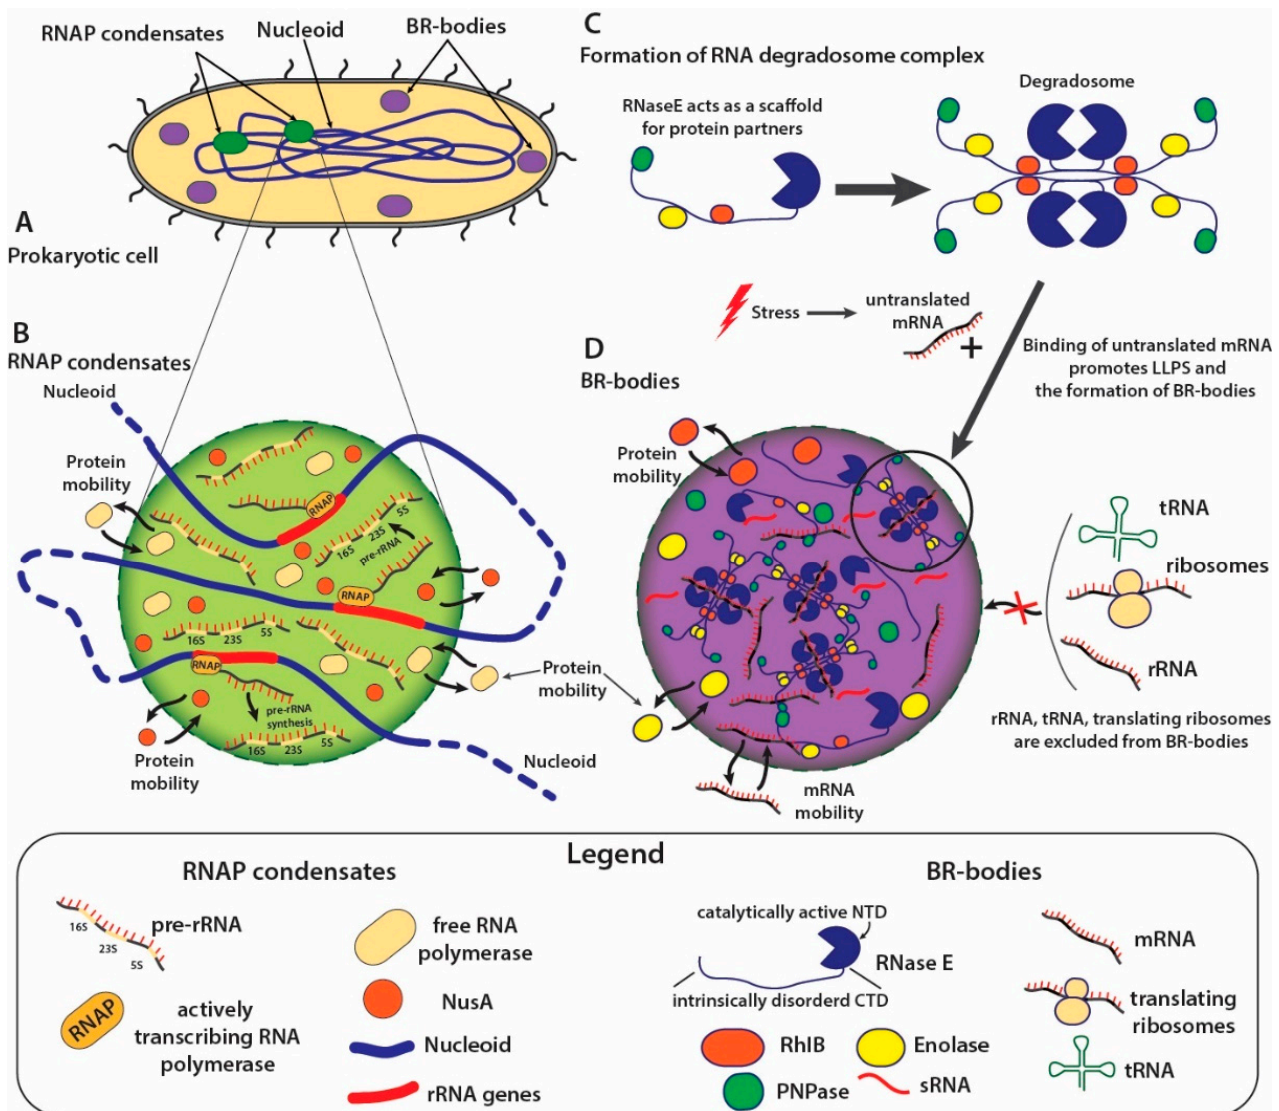 RNAP condensates
Nucleoid
BR-bodies
A
Prokaryotic cell
C
Formation of RNA degradosome complex
RNaseE acts as a scaffold
for protein partners
Degradosome
Stress
untranslated
mRNA
+
Binding of untranslated mRNA
promotes LLPS and
the formation of BR-bodies
B
RNAP condensates
Nucleoid
Protein
mobility
RNAP
16S
23S
5S
pre-rRNA
RNAP
16S
23S
5S
RNAP
pre-rRNA
synthesis
16S
23S
5S
Protein
mobility
Protein
mobility
Nucleoid
D
BR-bodies
Protein
mobility
mRNA
mobility
tRNA
ribosomes
rRNA
rRNA, tRNA, translating ribosomes
are excluded from BR-bodies
Legend
RNAP condensates
16S
23S
5S
pre-rRNA
free RNA
polymerase
RNAP
actively
transcribing RNA
polymerase
NusA
Nucleoid
rRNA genes
BR-bodies
catalytically active NTD
RNase E
intrinsically disorderd CTD
RhlB
Enolase
PNPase
sRNA
mRNA
translating
ribosomes
tRNA